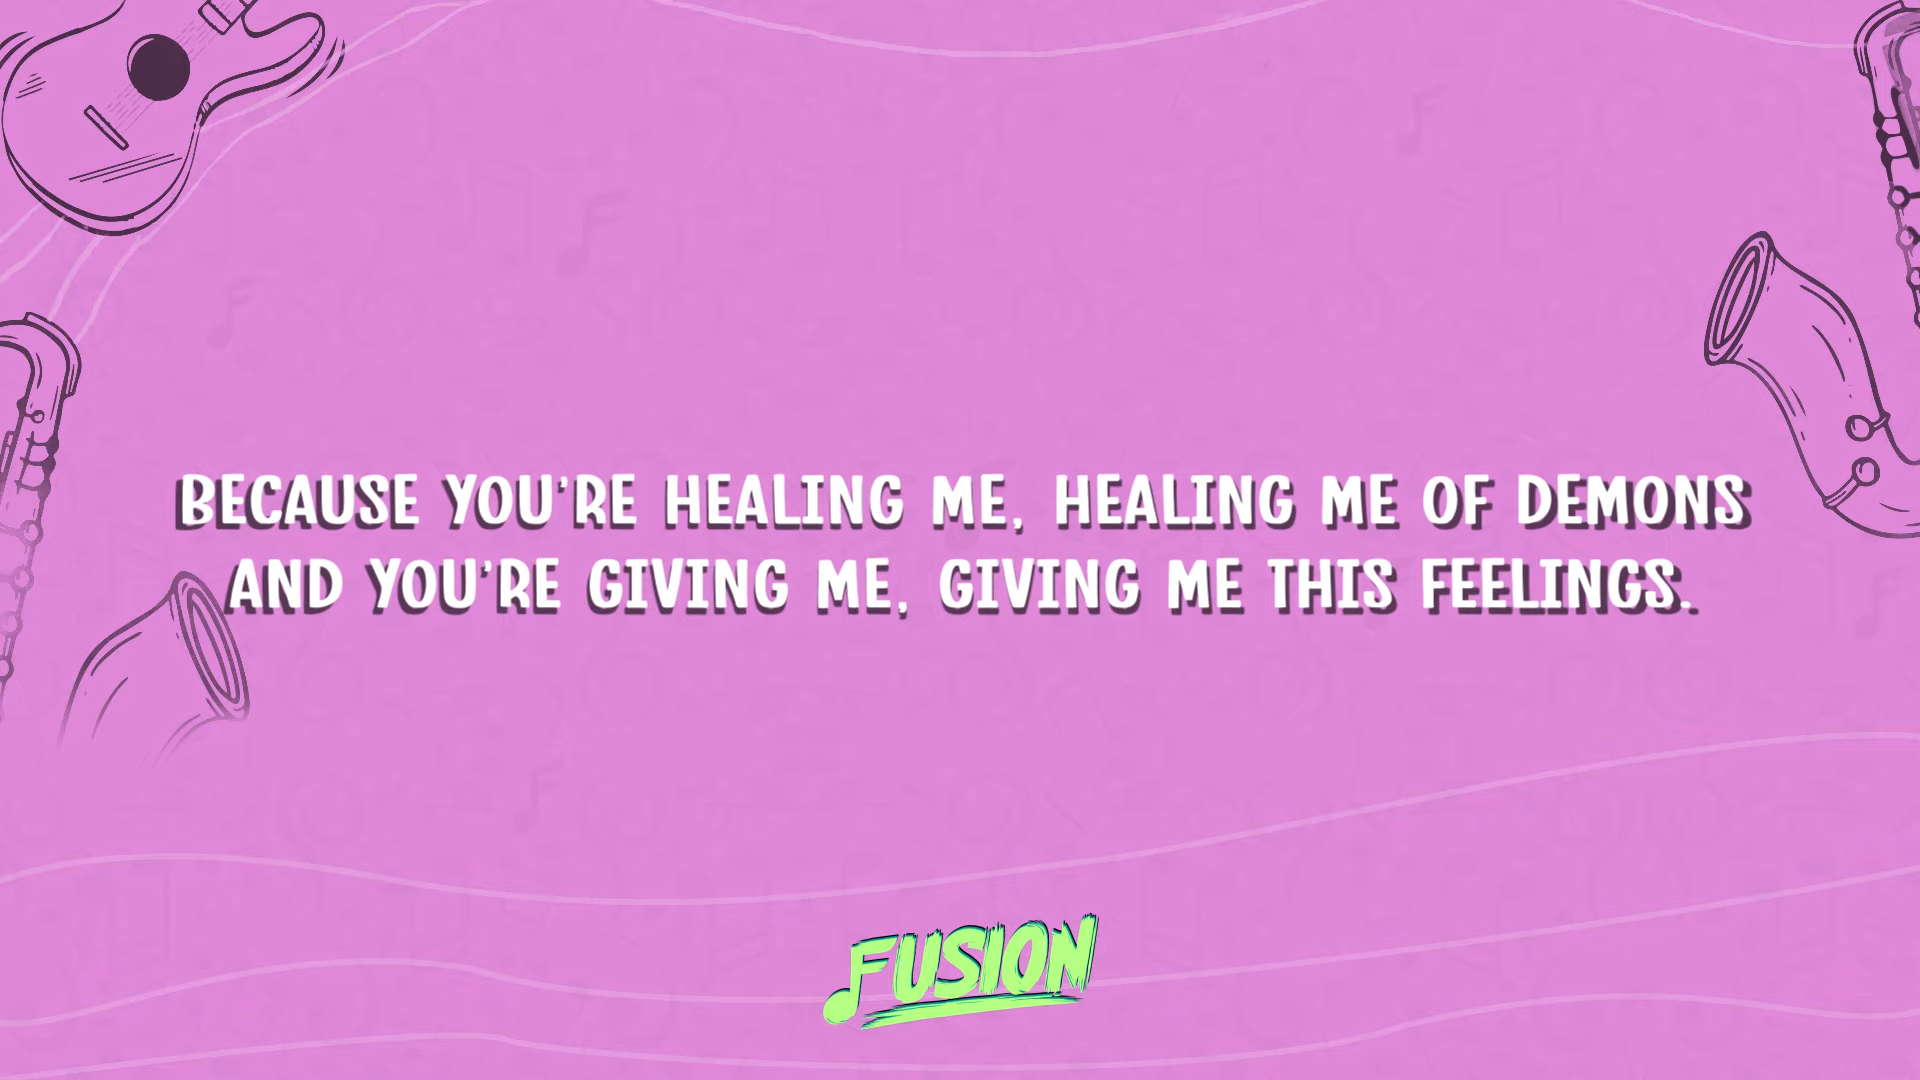 BECAUSE YOU'RE HEALING ME, HEALING ME OF DEMONS
AND YOU'RE GIVING ME, GIVING ME THIS FEELINGS.
FUSION